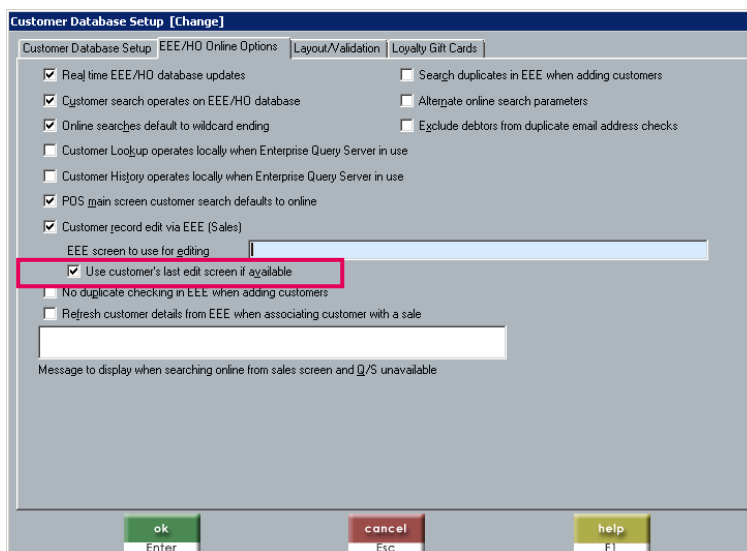 Customer Database Setup [Change]
Customer Database Setup EEE/HO Online Options Layout/Validation Loyalty Gift Cards
Real time EEE/HO database updates
Customer search operates on EEE/HO database
Online searches default to wildcard ending
Customer Lookup operates locally when Enterprise Query Server in use
Customer History operates locally when Enterprise Query Server in use
POS main screen customer search defaults to online
Customer record edit via EEE (Sales)
EEE screen to use for editing
Use customer's last edit screen if available
No duplicate checking in EEE when adding customers
Refresh customer details from EEE when associating customer with a sale
Message to display when searching online from sales screen and Q/S unavailable
Search duplicates in EEE when adding customers
Alternate online search parameters
Exclude debtors from duplicate email address checks
ok
Enter
cancel
Esc
help
F1